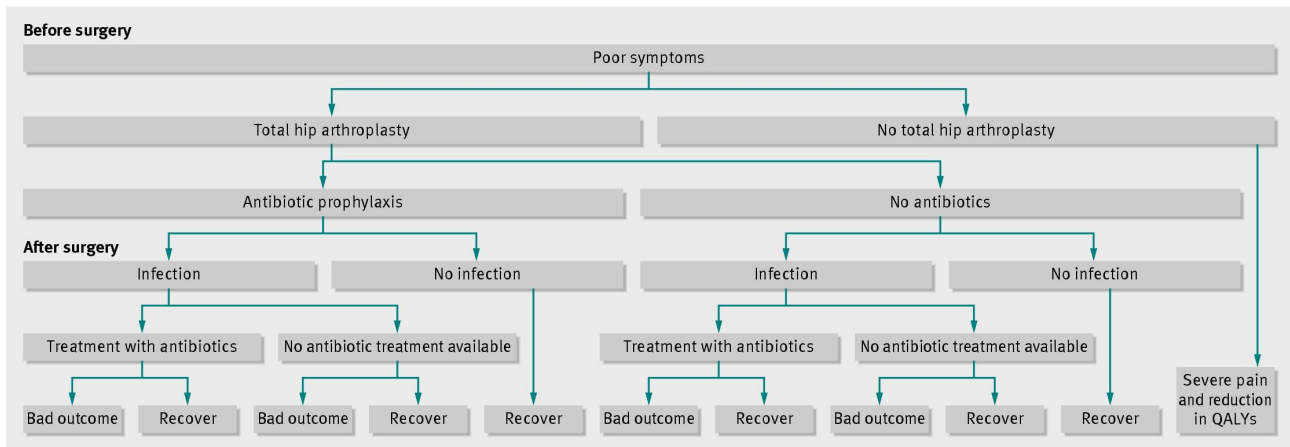 Before surgery
Poor symptoms
Total hip arthroplasty
No total hip arthroplasty
Antibiotic prophylaxis
No antibiotics
After surgery
Infection
No infection
Infection
No infection
Treatment with antibiotics
No antibiotic treatment available
Treatment with antibiotics
No antibiotic treatment available
Bad outcome
Recover
Bad outcome
Recover
Recover
Bad outcome
Recover
Bad outcome
Recover
Recover
Severe pain
and reduction
in QALYs